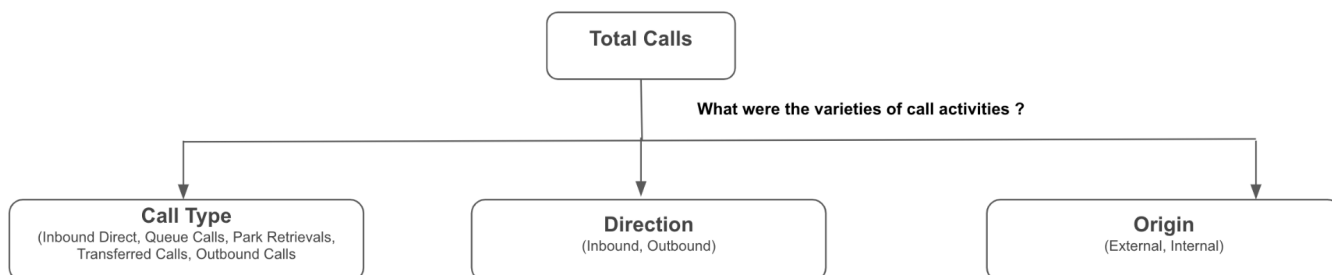 Total Calls
What were the varieties of call activities ?
Call Type
(Inbound Direct, Queue Calls, Park Retrievals,
Transferred Calls, Outbound Calls
Direction
(Inbound, Outbound)
Origin
(External, Internal)